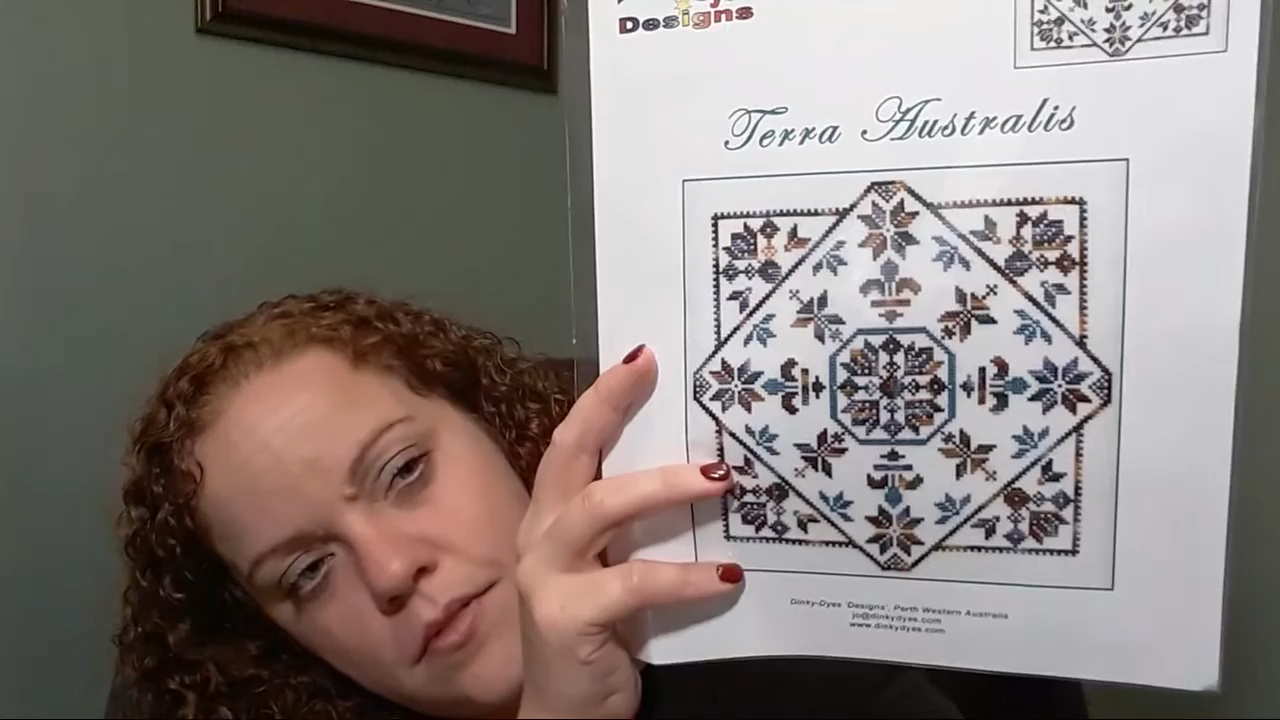 Designs
Terra Australis
Dinky-Dyes 'Designs', Perth Western Australia
jo@dinkydyes.com
www.dinkydyes.com